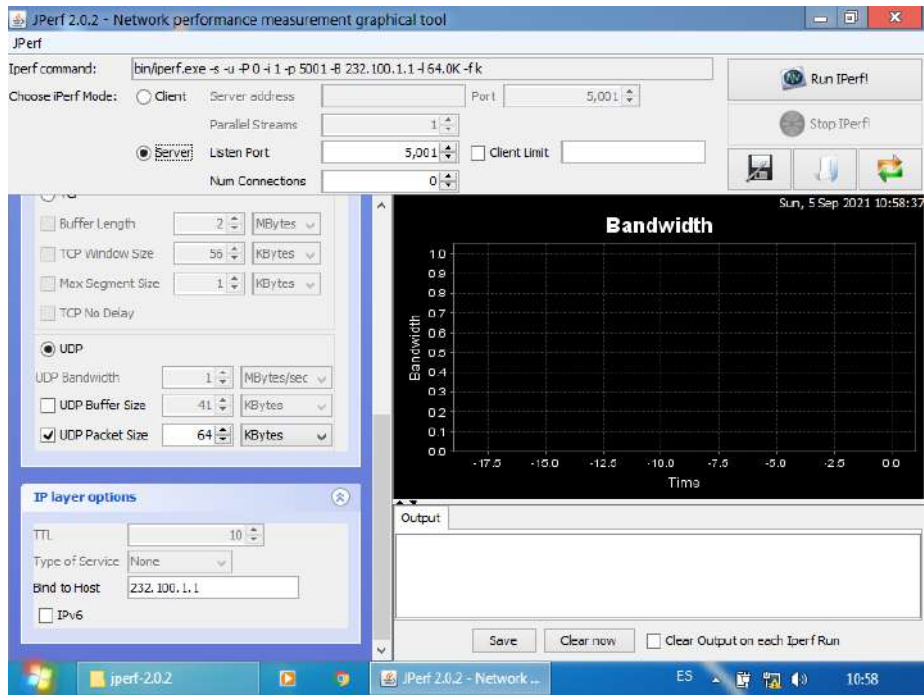 JPerf 2.0.2 - Network performance measurement graphical tool
JPerf
Iperf command: bin/iperf.exe -s -u -P 0 -i 1 -p 5001 -B 232.100.1.1 -l 64.0K -f k
Run IPerf!
Choose iPerf Mode: Client Server address Port 5,001
Parallel Streams 1
Stop IPerf!
Server Listen Port 5,001 Client Limit
Num Connections 0
Sun, 5 Sep 2021 10:58:37
Buffer Length 2 MBytes
TCP Window Size 56 KBytes
Max Segment Size 1 KBytes
TCP No Delay
UDP
UDP Bandwidth 1 MBytes/sec
UDP Buffer Size 41 KBytes
UDP Packet Size 64 KBytes
IP layer options
TTL 10
Type of Service None
Bind to Host 232.100.1.1
IPv6
Bandwidth
Bandwidth
1.0
0.9
0.8
0.7
0.6
0.5
0.4
0.3
0.2
0.1
0.0
-17.5 -15.0 -12.5 -10.0 -7.5 -5.0 -2.5 0.0
Time
Output
Save Clear now Clear Output on each Iperf Run
jperf-2.0.2 JPerf 2.0.2 - Network ... ES 10:58